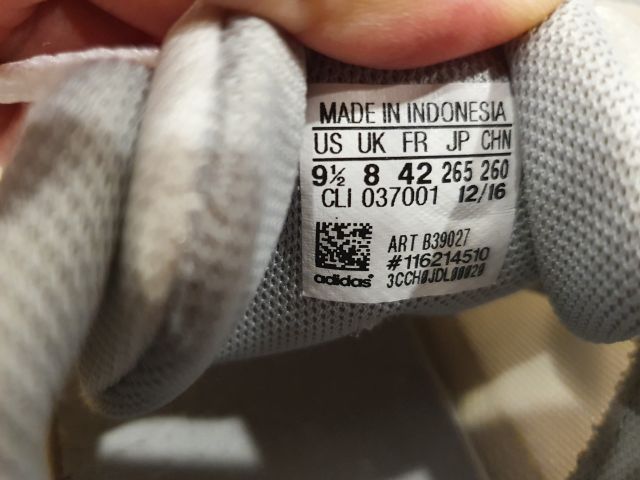 MADE IN INDONESIA
US UK FR JP CHN
9½ 8 42 265 260
CLI 037001 12/16
ART B39027
#116214510
adidas 3CCH0JDL00020